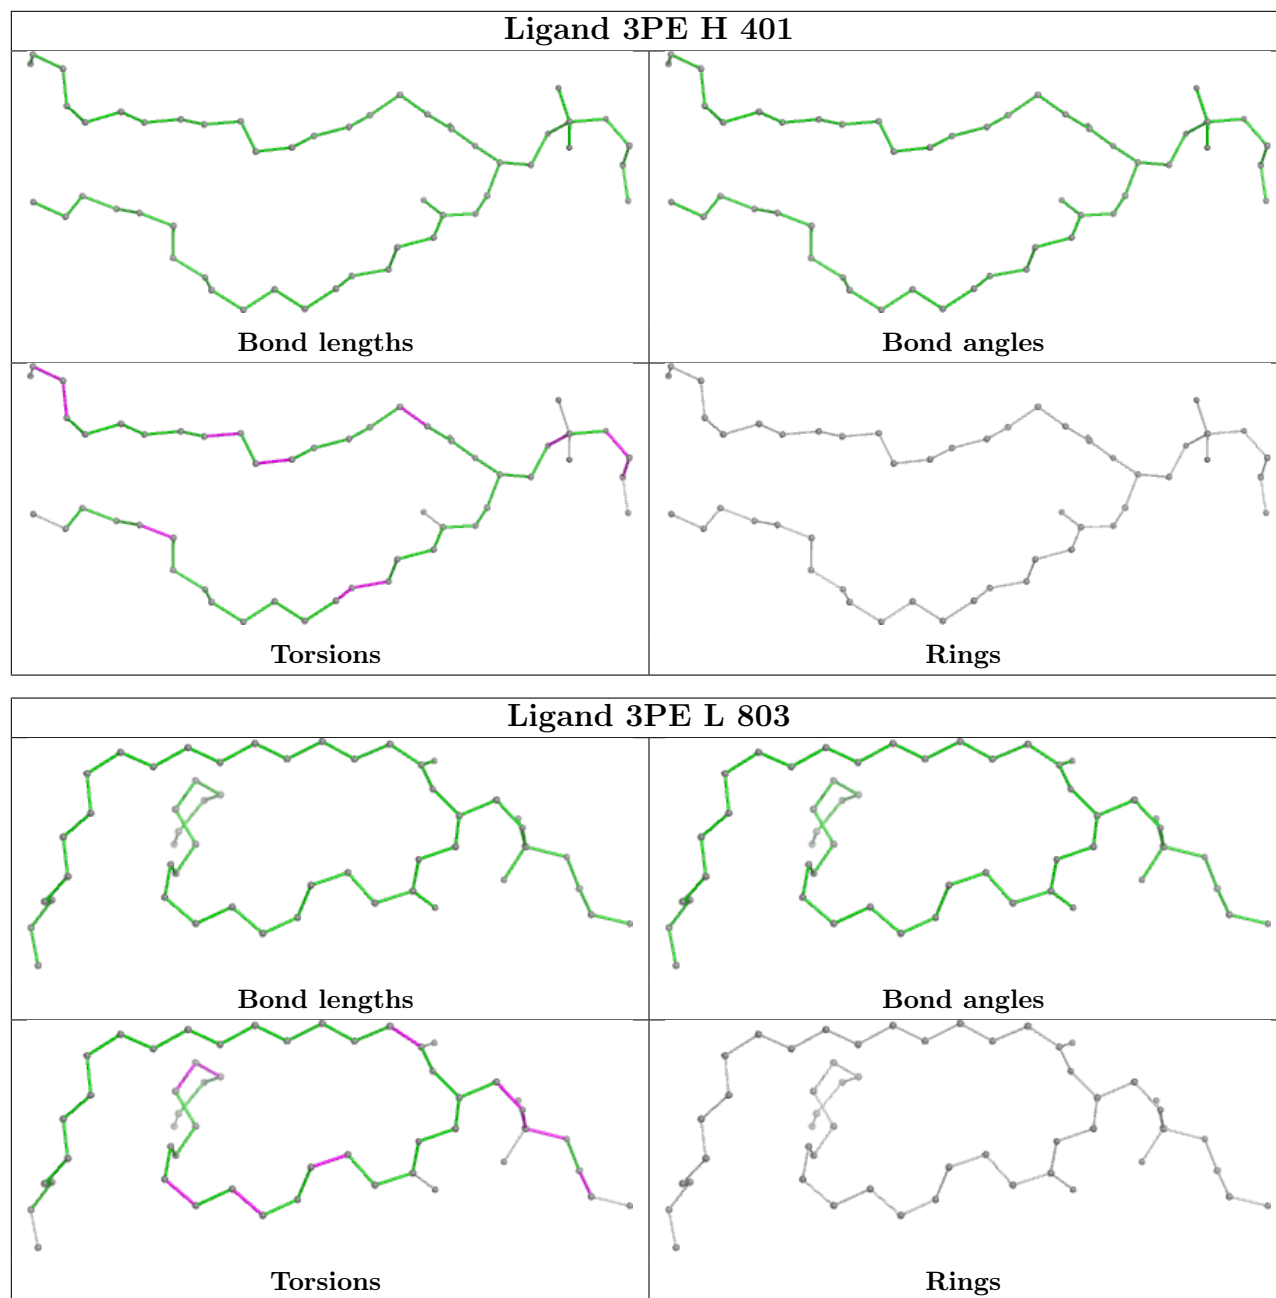 Ligand 3PE H 401
Bond lengths
Bond angles
Torsions
Rings
Ligand 3PE L 803
Bond lengths
Bond angles
Torsions
Rings